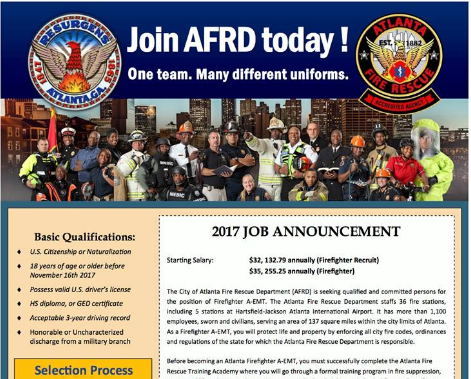 RESURGENS
1847 1865
ATLANTA, GA.
Join AFRD today !
One team. Many different uniforms.
ATLANTA
EST. 1882
FIRE RESCUE
ACCREDITED AGENCY
MEDIC
2017 JOB ANNOUNCEMENT
Basic Qualifications:
U.S. Citizenship or Naturalization
18 years of age or older before
November 16th 2017
Possess valid U.S. driver's license
HS diploma, or GED certificate
Acceptable 3-year driving record
Honorable or Uncharacterized
discharge from a military branch
Selection Process
Starting Salary: $32, 132.79 annually (Firefighter Recruit)
$35, 255.25 annually (Firefighter)
The City of Atlanta Fire Rescue Department (AFRD) is seeking qualified and committed persons for
the position of Firefighter A-EMT. The Atlanta Fire Rescue Department staffs 36 fire stations,
including 5 stations at Hartsfield-Jackson Atlanta International Airport. it has more than 1,100
employees, sworn and civilians, serving an area of 137 square miles within the city limits of Atlanta.
As a Firefighter A-EMT, you will protect life and property by enforcing all city fire codes, ordinances
and regulations of the state for which the Atlanta Fire Rescue Department is responsible.
Before becoming an Atlanta Firefighter A-EMT, you must successfully complete the Atlanta Fire
Rescue Training Academy where you will go through a formal training program in fire suppression,